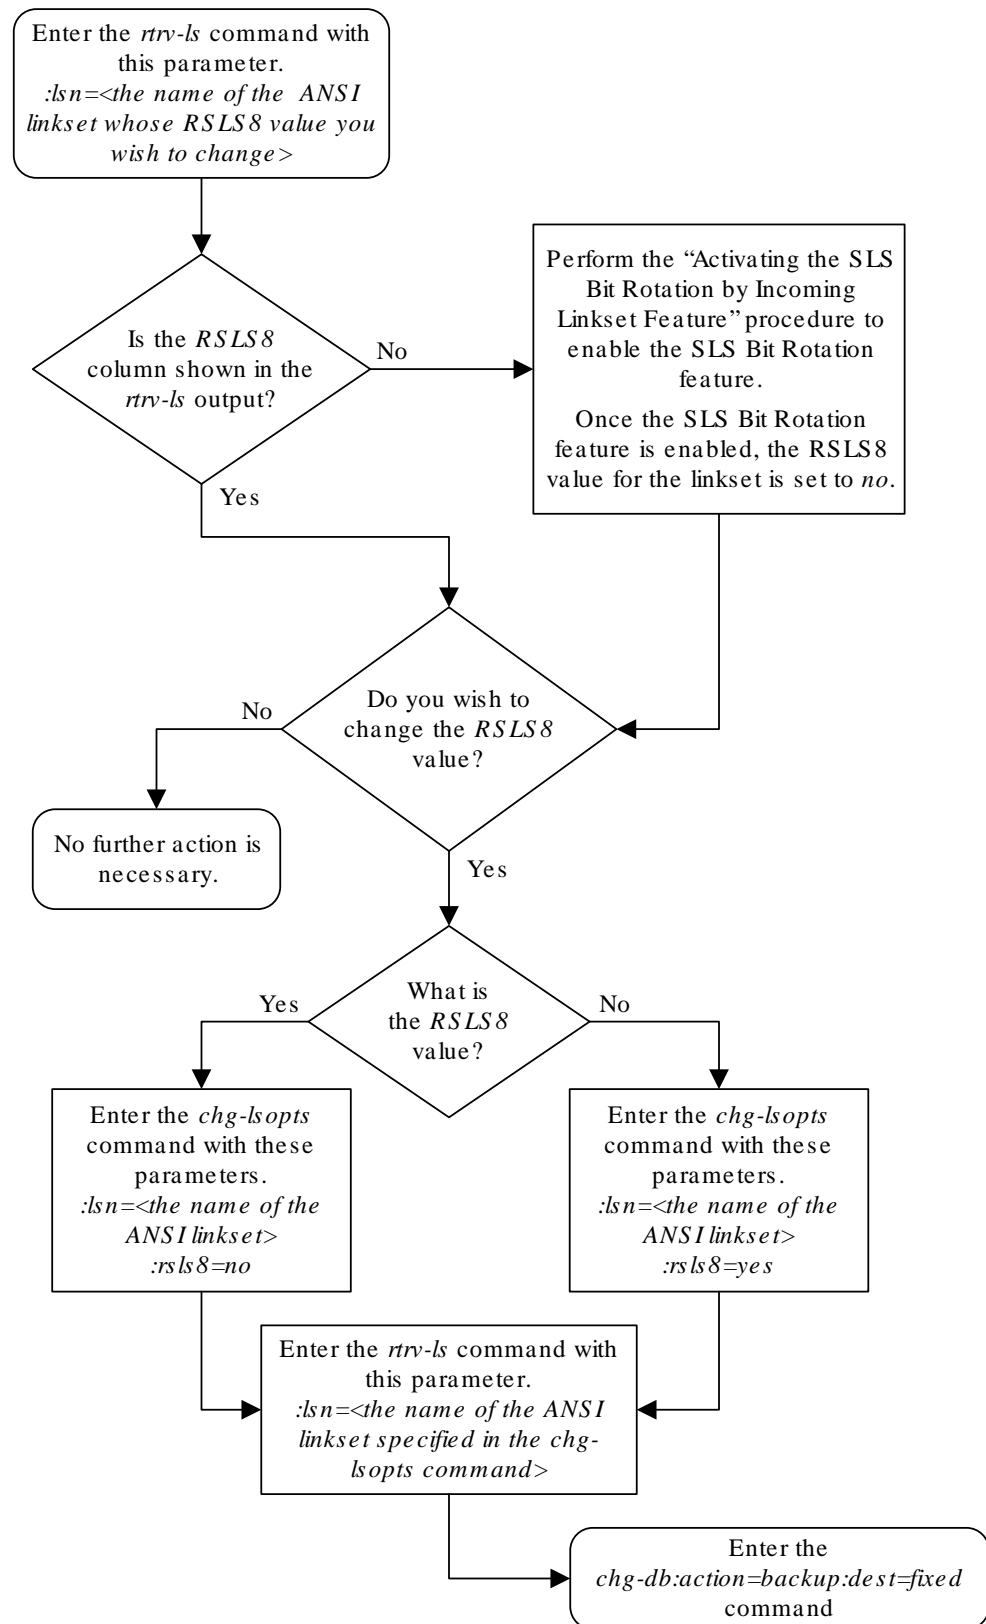 Enter the rtrv-ls command with
this parameter.
:lsn=<the name of the ANSI
linkset whose RSLS8 value you
wish to change>
Is the RSLS8
column shown in the
rtrv-ls output?
No
Yes
Perform the “Activating the SLS
Bit Rotation by Incoming
Linkset Feature” procedure to
enable the SLS Bit Rotation
feature.
Once the SLS Bit Rotation
feature is enabled, the RSLS8
value for the linkset is set to no.
Do you wish to
change the RSLS8
value?
No
Yes
No further action is
necessary.
What is
the RSLS8
value?
Yes
No
Enter the chg-lsopts
command with these
parameters.
:lsn=<the name of the
ANSI linkset>
:rsls8=no
Enter the chg-lsopts
command with these
parameters.
:lsn=<the name of the
ANSI linkset>
:rsls8=yes
Enter the rtrv-ls command with
this parameter.
:lsn=<the name of the ANSI
linkset specified in the chg-
lsopts command>
Enter the
chg-db:action=backup:dest=fixed
command